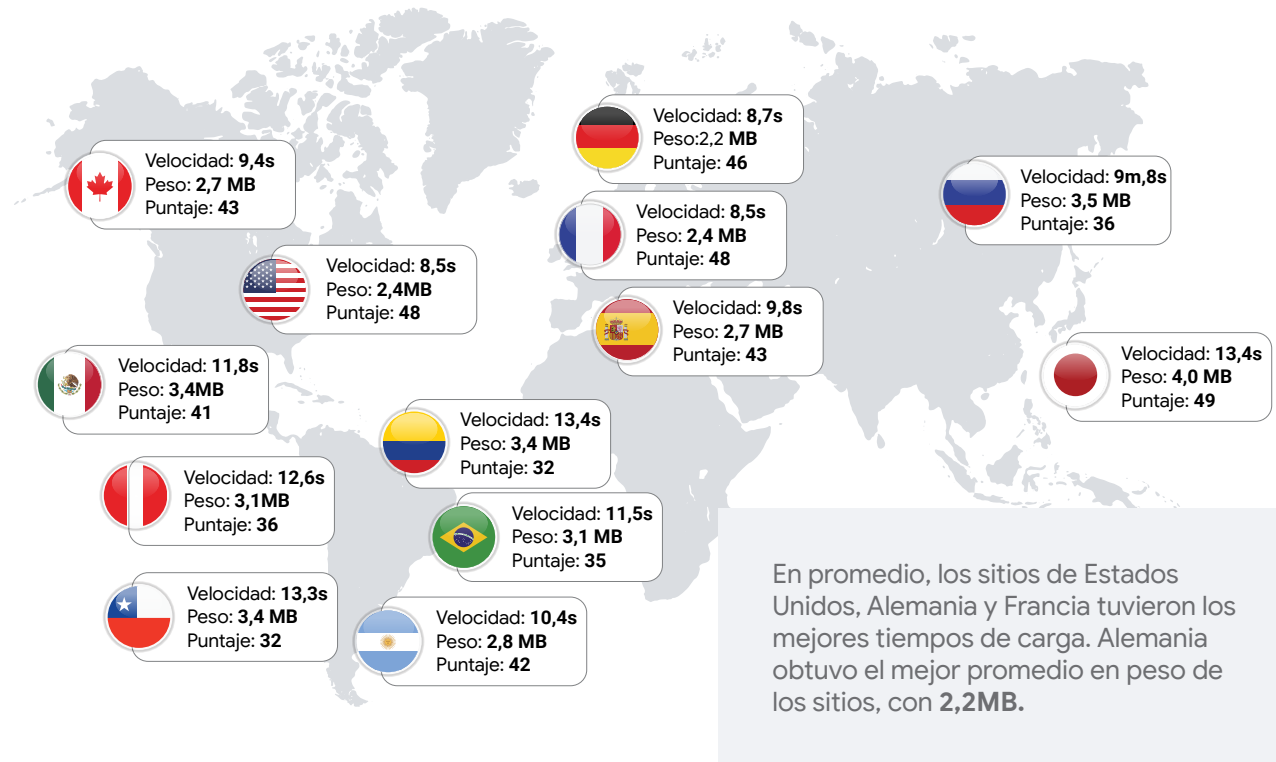 Velocidad: 9,4s
Peso: 2,7 MB
Puntaje: 43
Velocidad: 8,5s
Peso: 2,4MB
Puntaje: 48
Velocidad: 11,8s
Peso: 3,4MB
Puntaje: 41
Velocidad: 12,6s
Peso: 3,1MB
Puntaje: 36
Velocidad: 13,3s
Peso: 3,4 MB
Puntaje: 32
Velocidad: 13,4s
Peso: 3,4 MB
Puntaje: 32
Velocidad: 11,5s
Peso: 3,1 MB
Puntaje: 35
Velocidad: 10,4s
Peso: 2,8 MB
Puntaje: 42
Velocidad: 8,7s
Peso:2,2 MB
Puntaje: 46
Velocidad: 8,5s
Peso: 2,4 MB
Puntaje: 48
Velocidad: 9,8s
Peso: 2,7 MB
Puntaje: 43
Velocidad: 9m,8s
Peso: 3,5 MB
Puntaje: 36
Velocidad: 13,4s
Peso: 4,0 MB
Puntaje: 49
En promedio, los sitios de Estados
Unidos, Alemania y Francia tuvieron los
mejores tiempos de carga. Alemania
obtuvo el mejor promedio en peso de
los sitios, con 2,2MB.